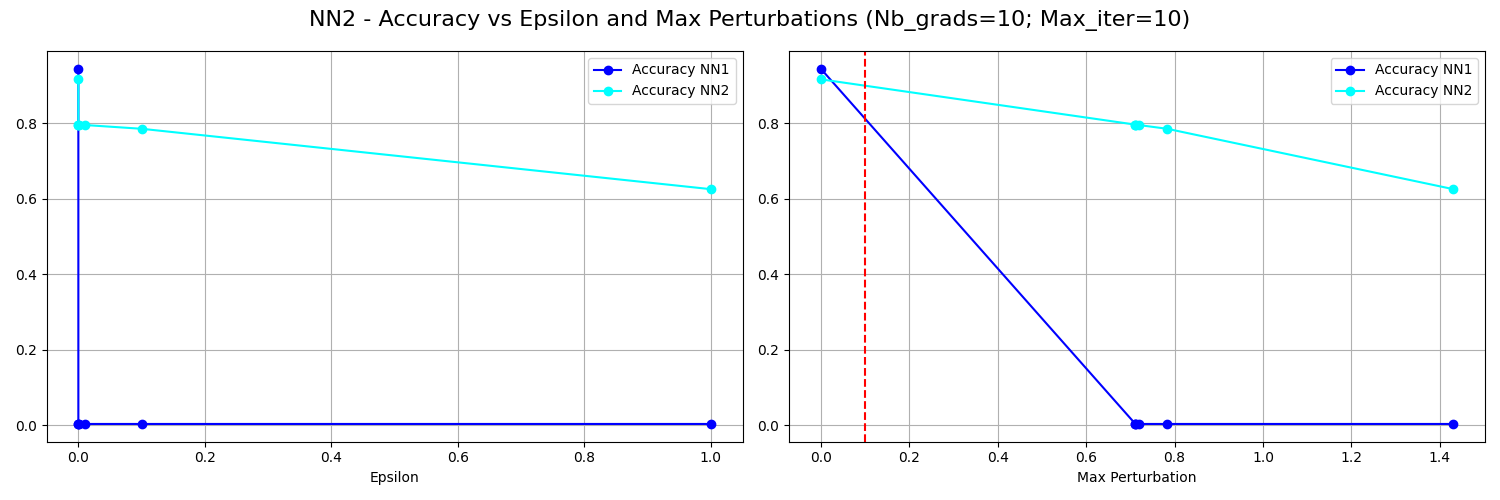 NN2 - Accuracy vs Epsilon and Max Perturbations (Nb_grads=10; Max_iter=10)
Accuracy NN1
Accuracy NN2
0.8
0.6
0.4
0.2
0.0
0.0 0.2 0.4 0.6 0.8 1.0
Epsilon
Accuracy NN1
Accuracy NN2
0.8
0.6
0.4
0.2
0.0
0.0 0.2 0.4 0.6 0.8 1.0 1.2 1.4
Max Perturbation